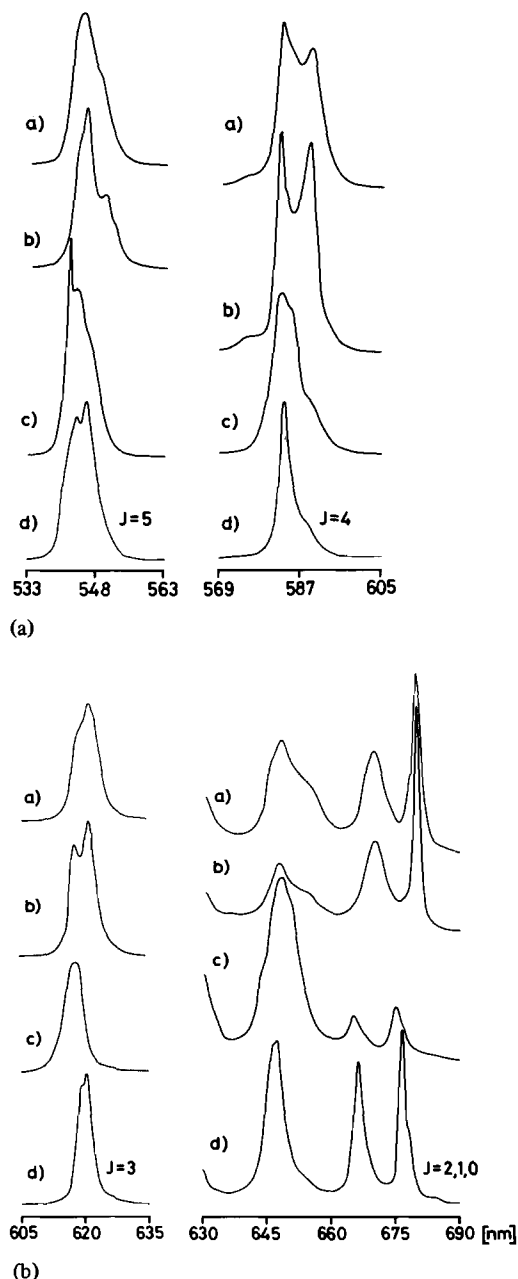 a)
a)
b)
b)
c)
c)
d) J=5
d) J=4
533 548 563
569 587 605
(a)
a)
a)
b)
b)
c)
c)
d) J=3
d) J=2,1,0
605 620 635
630 645 660 675 690 [nm]
(b)